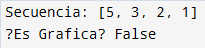 Secuencia: [5, 3, 2, 1]
?Es Grafica? False